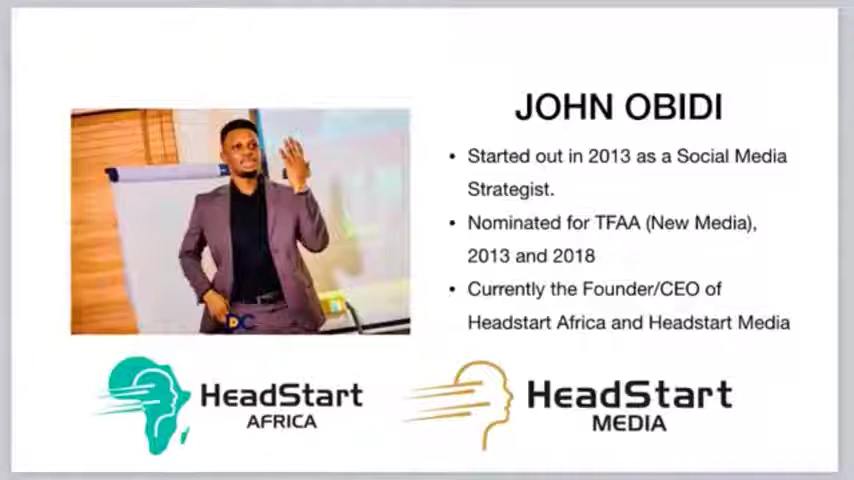 JOHN OBIDI
• Started out in 2013 as a Social Media
Strategist.
• Nominated for TFAA (New Media),
2013 and 2018
• Currently the Founder/CEO of
Headstart Africa and Headstart Media
DC
HeadStart
AFRICA
HeadStart
MEDIA